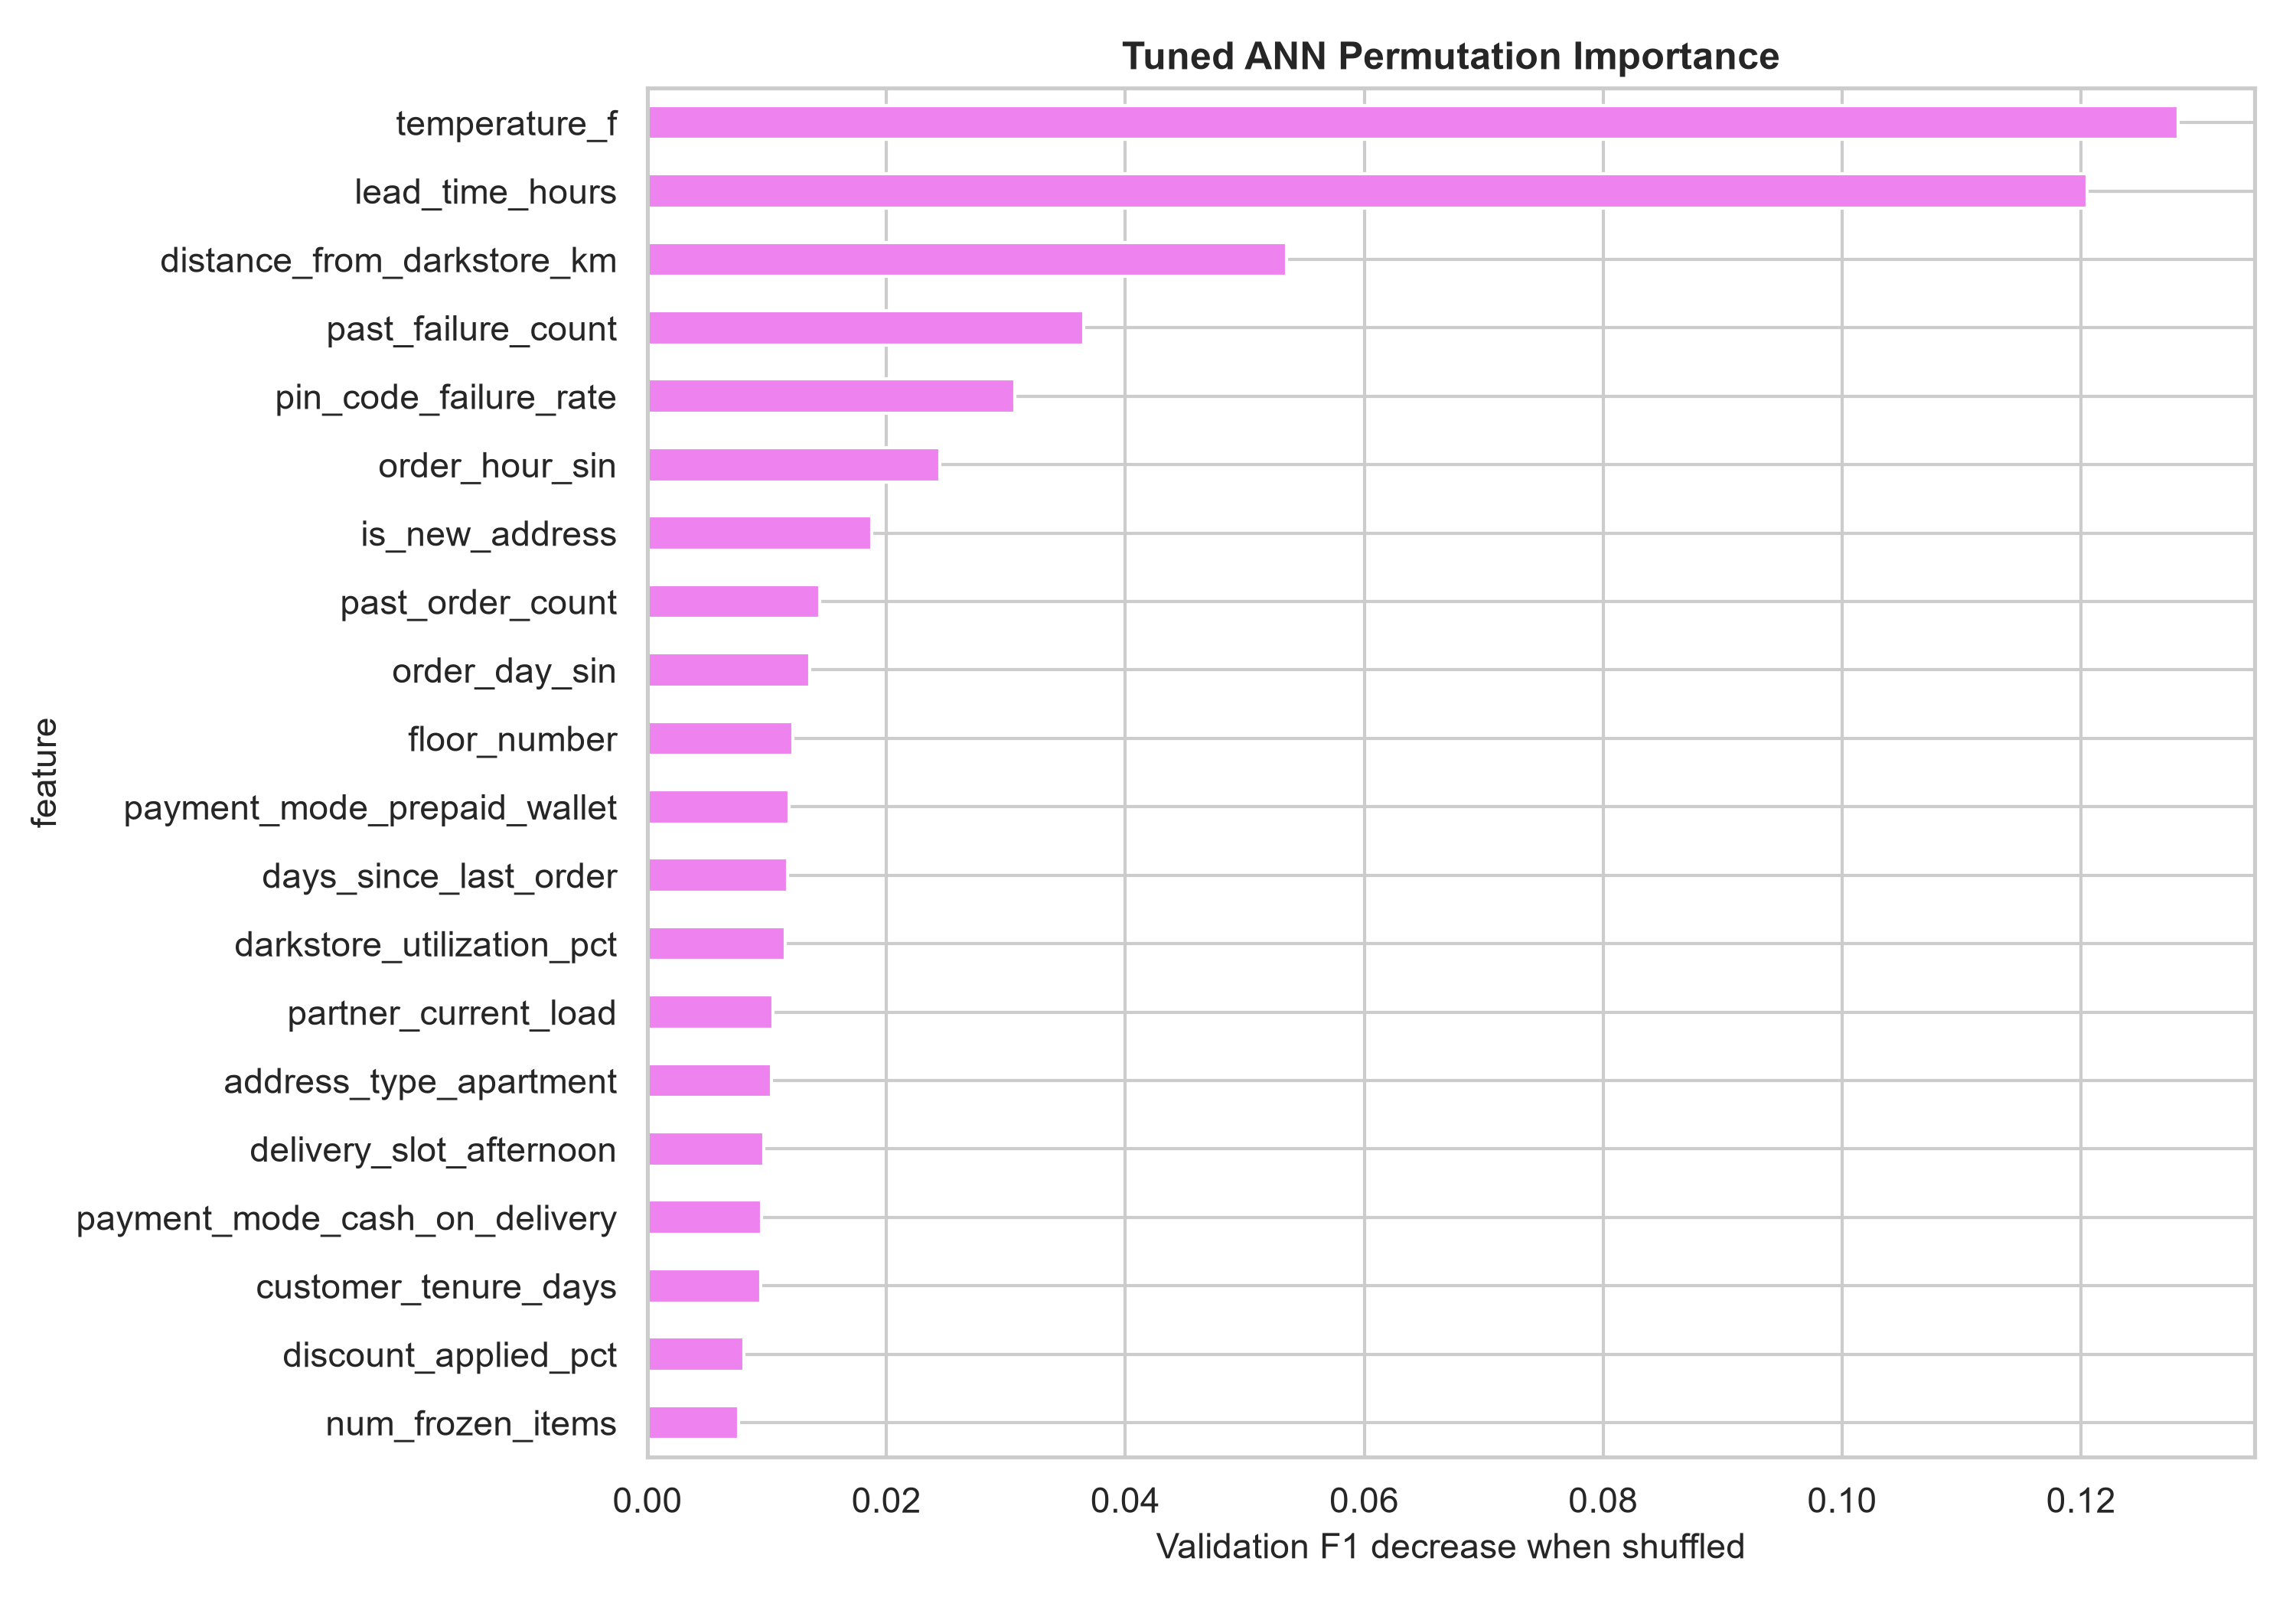 Tuned ANN Permutation Importance
temperature_f
lead_time_hours
distance_from_darkstore_km
past_failure_count
pin_code_failure_rate
order_hour_sin
is_new_address
past_order_count
order_day_sin
floor_number
payment_mode_prepaid_wallet
days_since_last_order
darkstore_utilization_pct
partner_current_load
address_type_apartment
delivery_slot_afternoon
payment_mode_cash_on_delivery
customer_tenure_days
discount_applied_pct
num_frozen_items
feature
0.00 0.02 0.04 0.06 0.08 0.10 0.12
Validation F1 decrease when shuffled